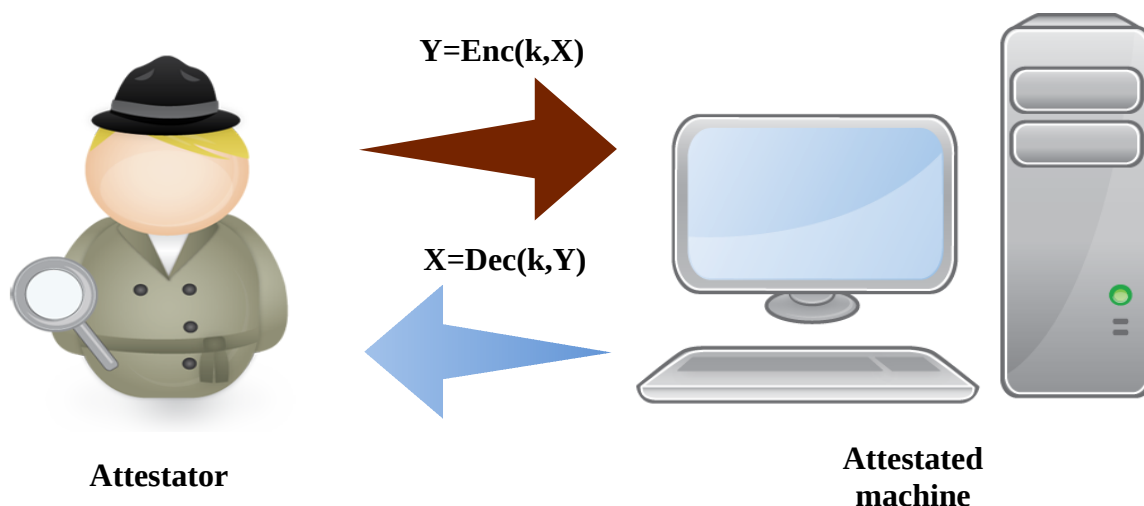 Y=Enc(k,X)
X=Dec(k,Y)
Attestator
Attestated
machine